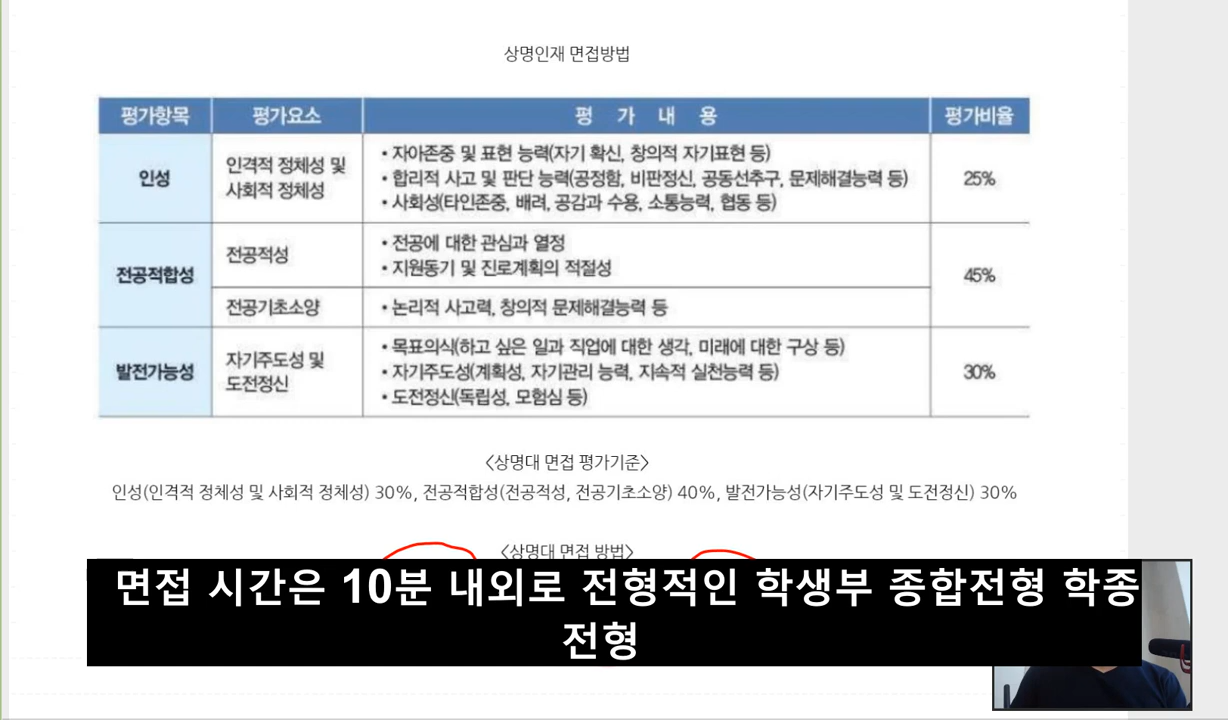 상명인재 면접방법
평가항목 평가요소 평 가 내 용 평가비율
인성 인격적 정체성 및 사회적 정체성
• 자아존중 및 표현 능력(자기 확신, 창의적 자기표현 등)
• 합리적 사고 및 판단 능력(공정함, 비판정신, 공동선추구, 문제해결능력 등)
• 사회성(타인존중, 배려, 공감과 수용, 소통능력, 협동 등)
25%
전공적합성 전공적성
• 전공에 대한 관심과 열정
• 지원동기 및 진로계획의 적절성
45%
전공기초소양
• 논리적 사고력, 창의적 문제해결능력 등
발전가능성 자기주도성 및 도전정신
• 목표의식(하고 싶은 일과 직업에 대한 생각, 미래에 대한 구상 등)
• 자기주도성(계획성, 자기관리 능력, 지속적 실천능력 등)
• 도전정신(독립성, 모험심 등)
30%
<상명대 면접 평가기준>
인성(인격적 정체성 및 사회적 정체성) 30%, 전공적합성(전공적성, 전공기초소양) 40%, 발전가능성(자기주도성 및 도전정신) 30%
<상명대 면접 방법>
면접 시간은 10분 내외로 전형적인 학생부 종합전형 학종
전형